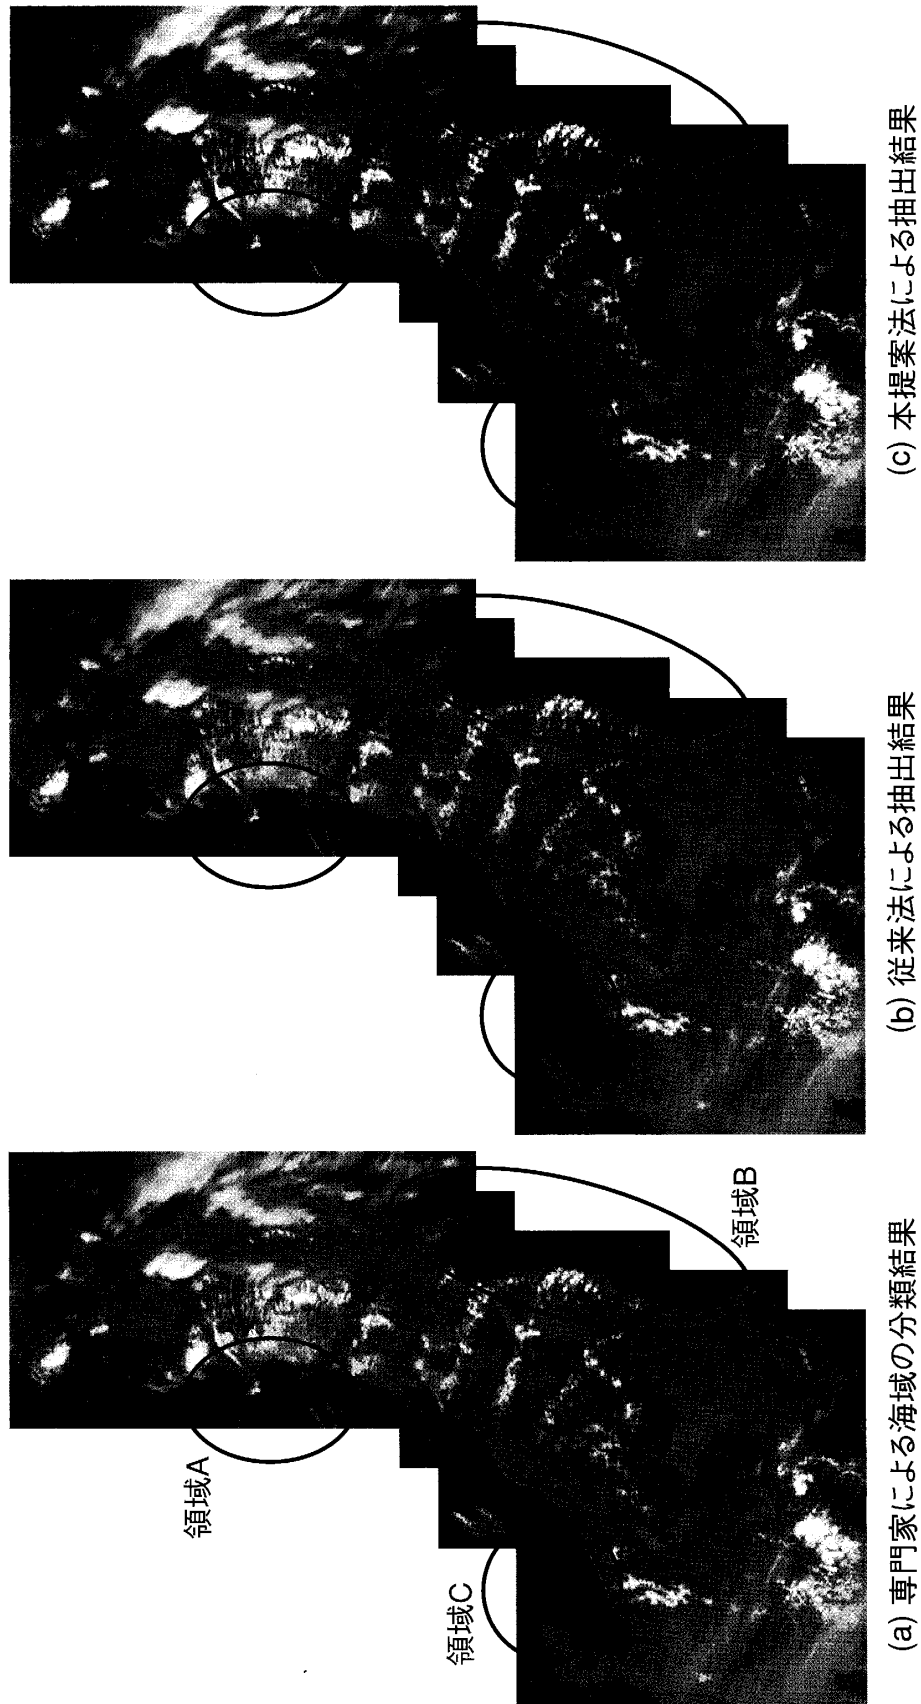 領域A
領域B
領域C
(a) 専門家による海域の分類結果
(b) 従来法による抽出結果
(c) 本提案法による抽出結果